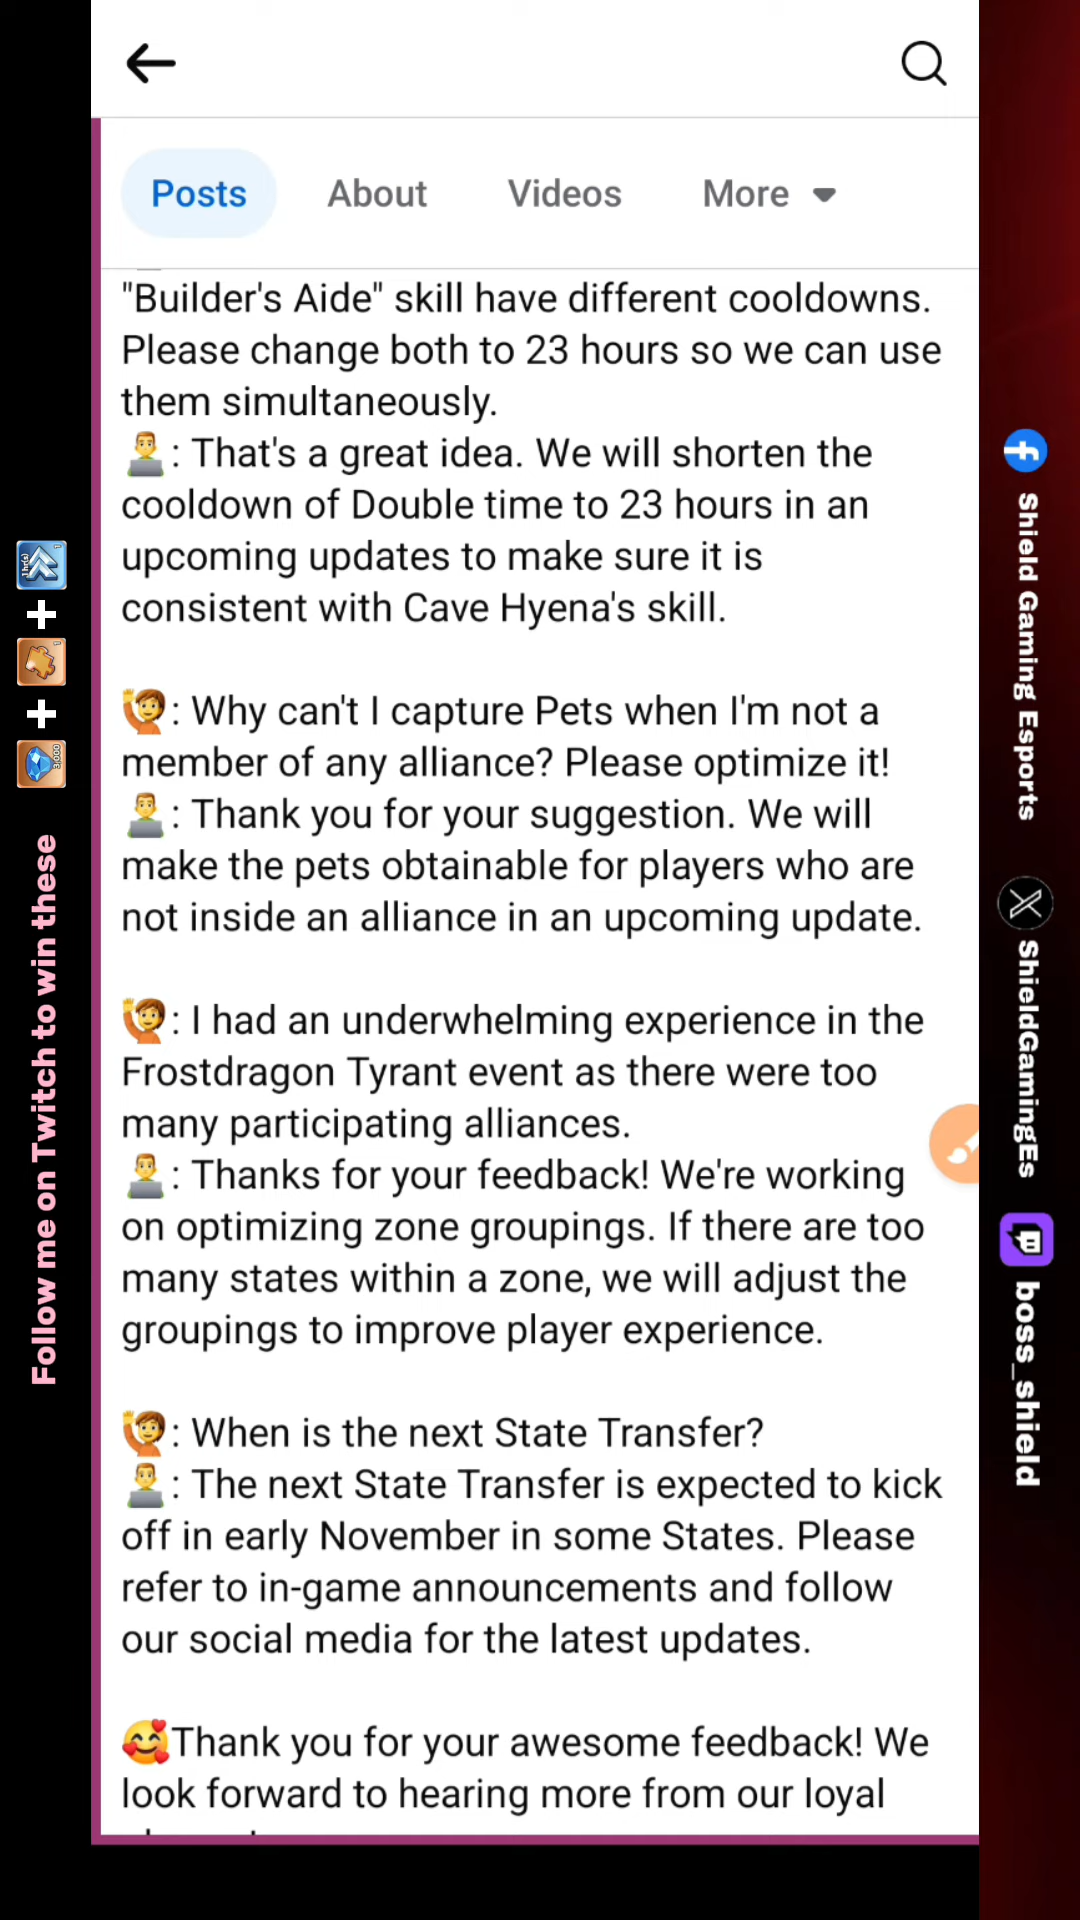 Posts
About
Videos
More
"Builder's Aide" skill have different cooldowns.
Please change both to 23 hours so we can use
them simultaneously.
: That's a great idea. We will shorten the
cooldown of Double time to 23 hours in an
upcoming updates to make sure it is
consistent with Cave Hyena's skill.
: Why can't I capture Pets when I'm not a
member of any alliance? Please optimize it!
: Thank you for your suggestion. We will
make the pets obtainable for players who are
not inside an alliance in an upcoming update.
: I had an underwhelming experience in the
Frostdragon Tyrant event as there were too
many participating alliances.
: Thanks for your feedback! We're working
on optimizing zone groupings. If there are too
many states within a zone, we will adjust the
groupings to improve player experience.
: When is the next State Transfer?
: The next State Transfer is expected to kick
off in early November in some States. Please
refer to in-game announcements and follow
our social media for the latest updates.
Thank you for your awesome feedback! We
look forward to hearing more from our loyal
Follow me on Twitch to win these
1hr(s)
1
1
3,000
Shield Gaming Esports
ShieldGamingEs
boss_shield